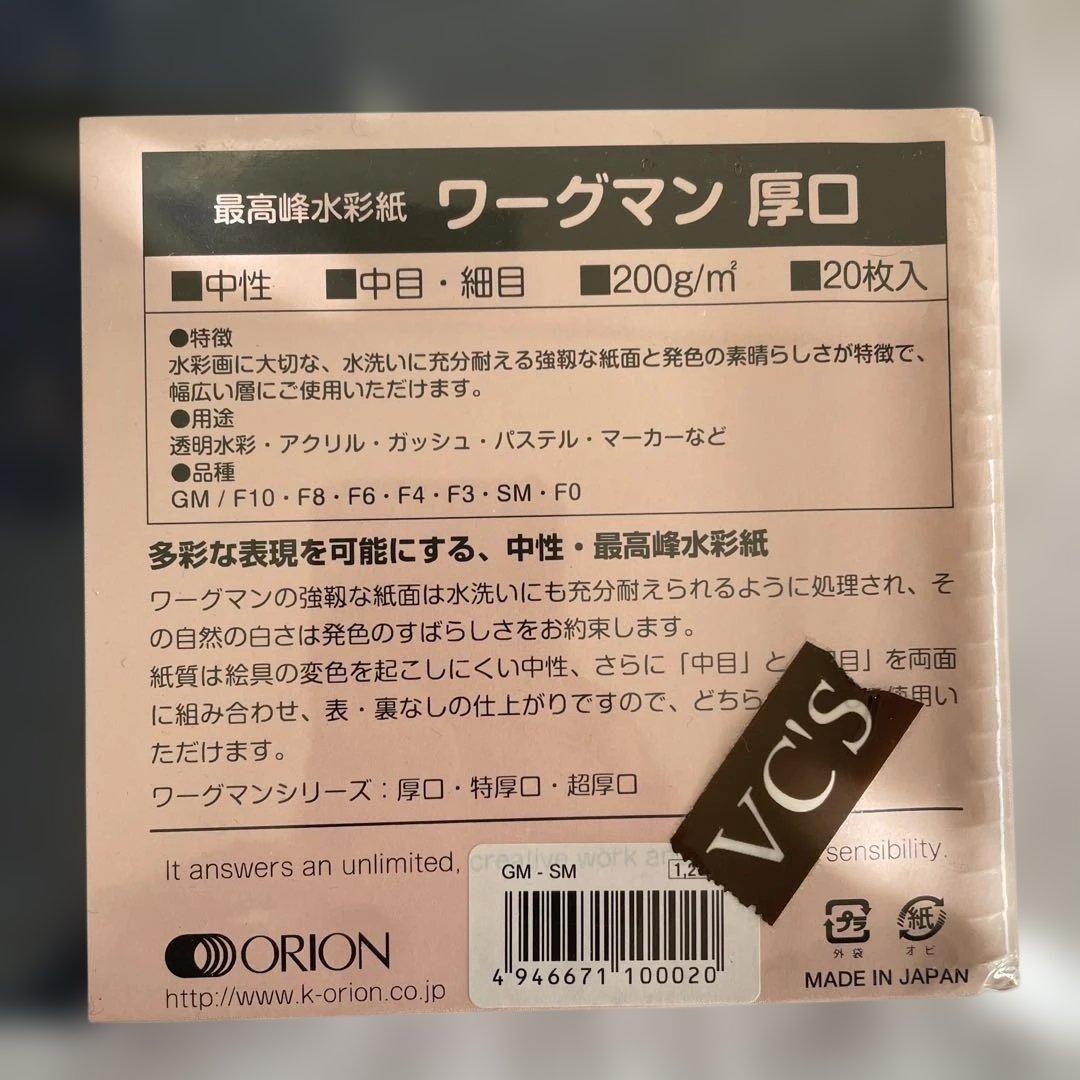 最高峰水彩紙 ワーグマン 厚口
■中性 ■中目・細目 ■200g/㎡ ■20枚入
●特徴
水彩画に大切な、水洗いに充分耐える強靱な紙面と発色の素晴らしさが特徴で、
幅広い層にご使用いただけます。
●用途
透明水彩・アクリル・ガッシュ・パステル・マーカーなど
●品種
GM / F10・F8・F6・F4・F3・SM・F0
多彩な表現を可能にする、中性・最高峰水彩紙
ワーグマンの強靱な紙面は水洗いにも充分耐えられるように処理され、そ
の自然の白さは発色のすばらしさをお約束します。
紙質は絵具の変色を起こしにくい中性、さらに「中目」と 目」を両面
に組み合わせ、表・裏なしの仕上がりですので、どちら 使用い
ただけます。
ワーグマンシリーズ：厚口・特厚口・超厚口
VC'S
It answers an unlimited, creative work sensibility.
GM - SM
4 946671 100020
ORION
http://www.k-orion.co.jp
プラ 紙
外袋 オビ
MADE IN JAPAN